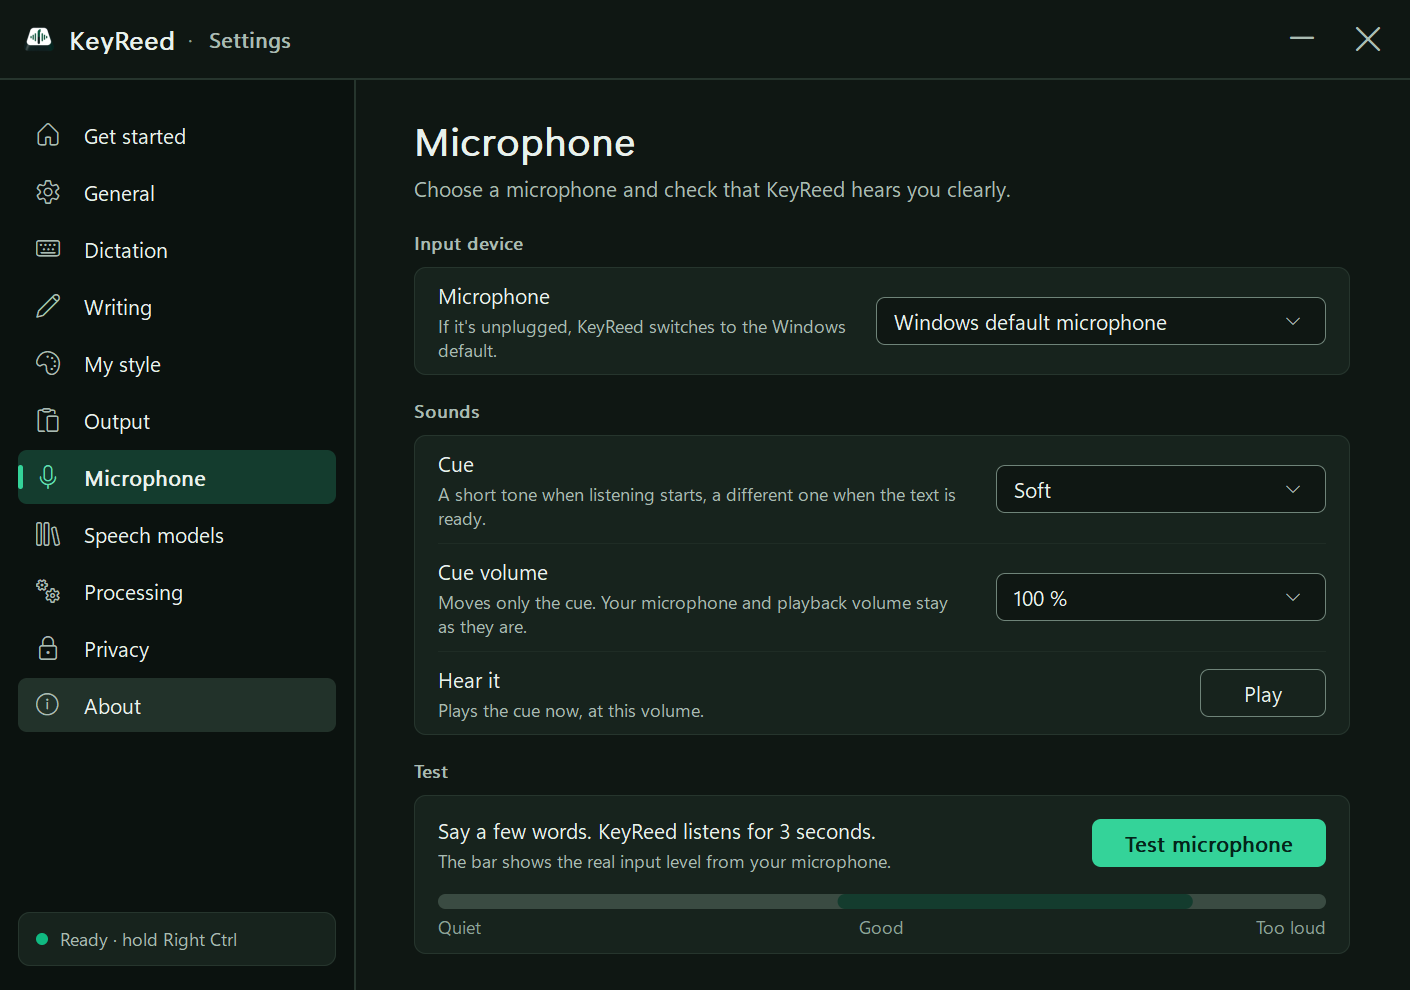 KeyReed · Settings
Get started
General
Dictation
Writing
My style
Output
Microphone
Speech models
Processing
Privacy
About
Ready · hold Right Ctrl
Microphone
Choose a microphone and check that KeyReed hears you clearly.
Input device
Microphone
If it's unplugged, KeyReed switches to the Windows
default.
Windows default microphone
Sounds
Cue
A short tone when listening starts, a different one when the text is
ready.
Soft
Cue volume
Moves only the cue. Your microphone and playback volume stay
as they are.
100 %
Hear it
Plays the cue now, at this volume.
Play
Test
Say a few words. KeyReed listens for 3 seconds.
The bar shows the real input level from your microphone.
Test microphone
Quiet
Good
Too loud